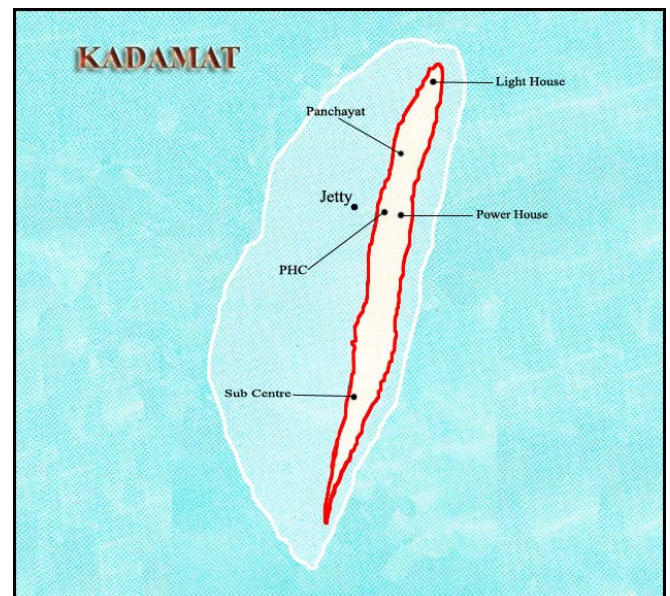 KADAMAT
Light House
Panchayat
Jetty
Power House
PHC
Sub Centre